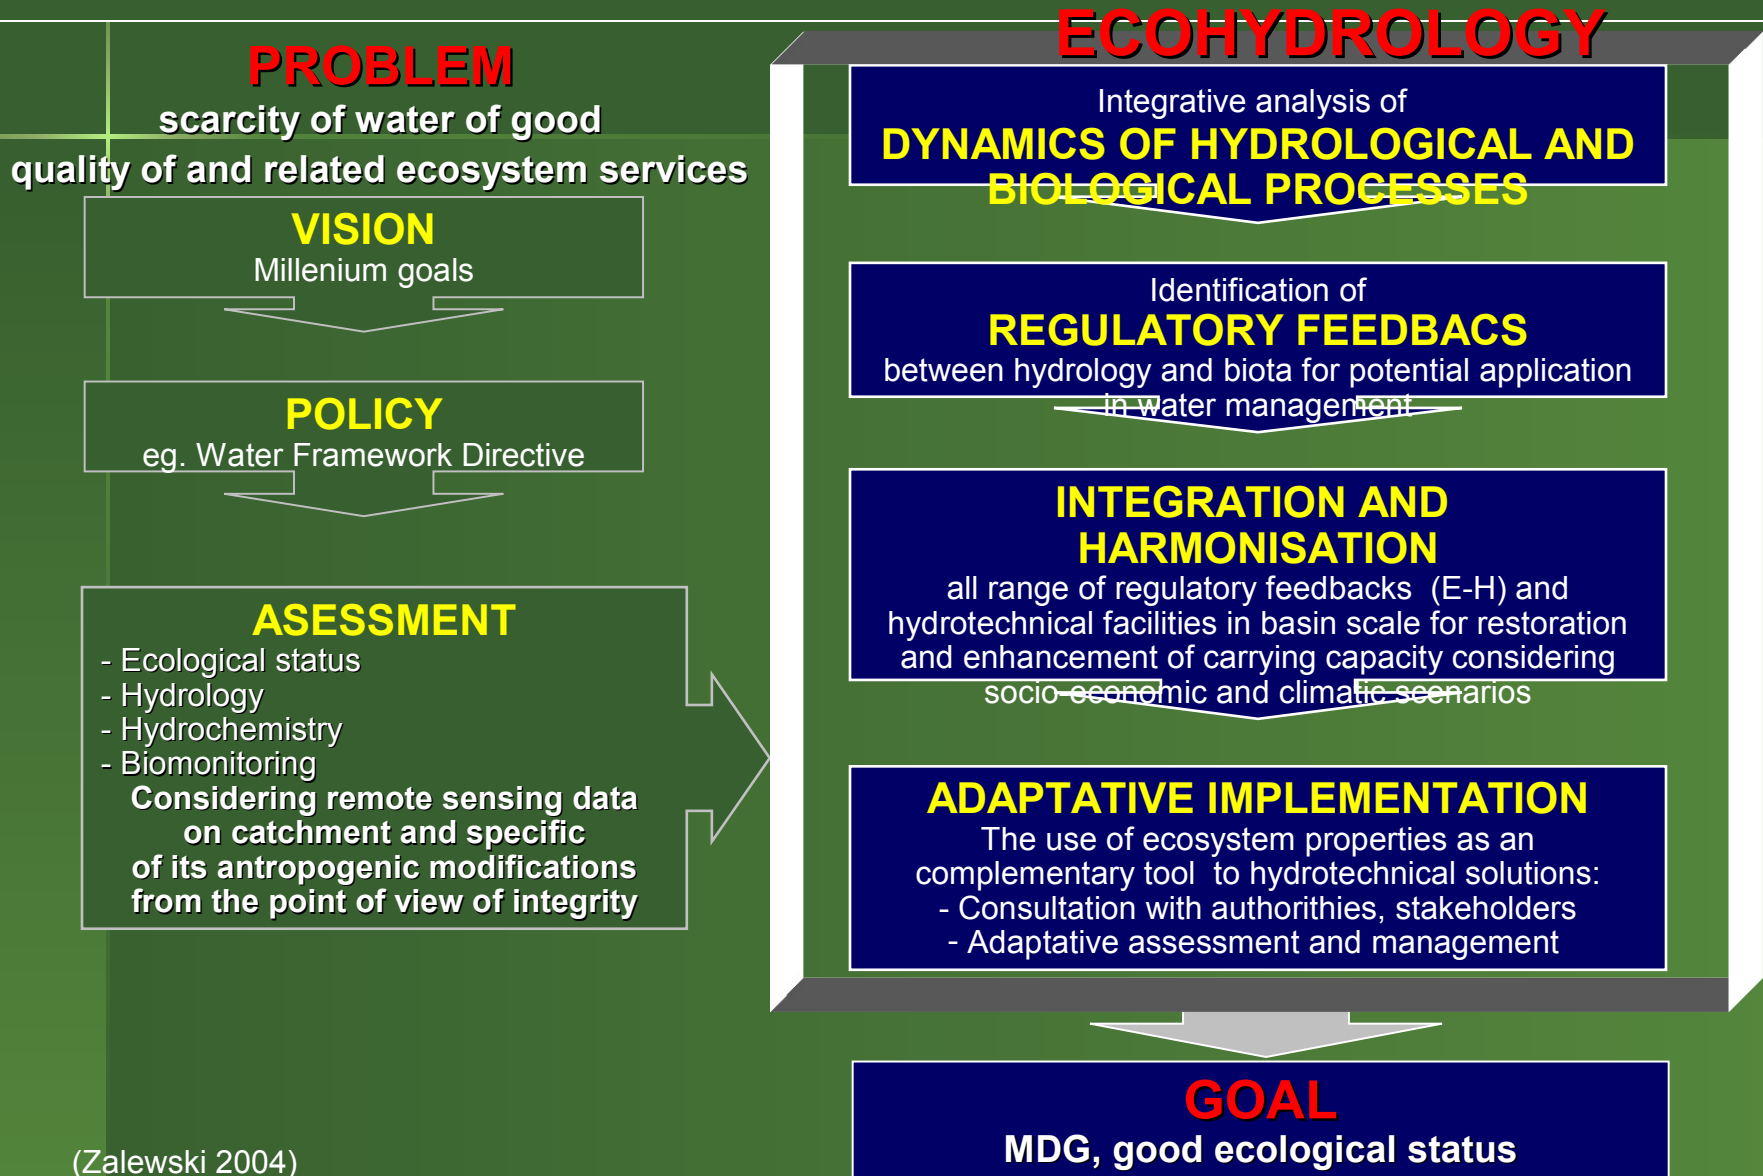 PROBLEM
scarcity of water of good
quality of and related ecosystem services
VISION
Millenium goals
POLICY
eg. Water Framework Directive
ASESSMENT
- Ecological status
- Hydrology
- Hydrochemistry
- Biomonitoring
Considering remote sensing data
on catchment and specific
of its antropogenic modifications
from the point of view of integrity
(Zalewski 2004)
ECOHYDROLOGY
Integrative analysis of
DYNAMICS OF HYDROLOGICAL AND
BIOLOGICAL PROCESSES
Identification of
REGULATORY FEEDBACS
between hydrology and biota for potential application
in water management
INTEGRATION AND
HARMONISATION
all range of regulatory feedbacks (E-H) and
hydrotechnical facilities in basin scale for restoration
and enhancement of carrying capacity considering
socio-economic and climatic scenarios
ADAPTATIVE IMPLEMENTATION
The use of ecosystem properties as an
complementary tool to hydrotechnical solutions:
- Consultation with authorithies, stakeholders
- Adaptative assessment and management
GOAL
MDG, good ecological status